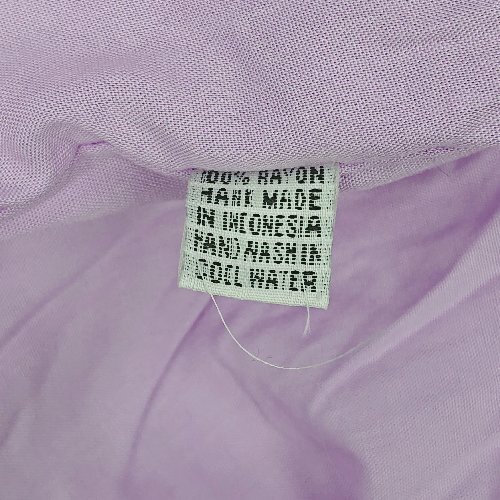 100% RAYON
HAND MADE
IN INDONESIA
HAND WASH IN
COOL WATER